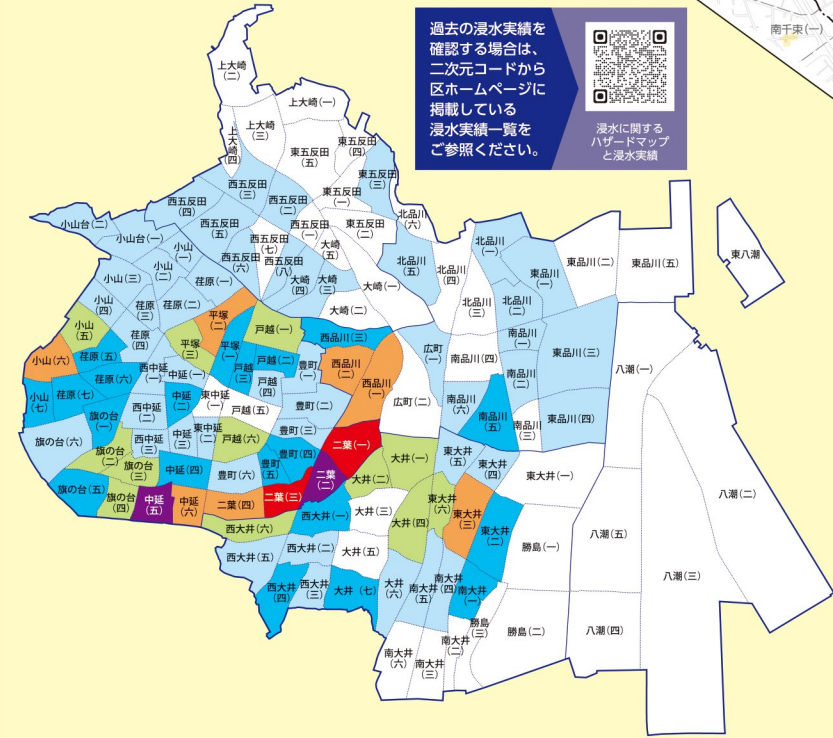 過去の浸水実績を
確認する場合は、
二次元コードから
区ホームページに
掲載している
浸水実績一覧を
ご参照ください。
浸水に関する
ハザードマップ
と浸水実績
南千束(一)
上大崎(二)
上大崎(一)
上大崎(三)
上大崎(四)
東五反田(五)
東五反田(四)
東五反田(三)
東五反田(一)
東五反田(二)
西五反田(三)
西五反田(二)
西五反田(四)
西五反田(五)
西五反田(一)
西五反田(七)
西五反田(六)
西五反田(八)
大崎(五)
大崎(四)
大崎(三)
大崎(一)
大崎(二)
北品川(六)
北品川(五)
北品川(四)
北品川(一)
北品川(三)
北品川(二)
東品川(一)
東品川(二)
東品川(五)
東八潮
東品川(三)
東品川(四)
南品川(一)
南品川(四)
南品川(二)
南品川(六)
南品川(五)
南品川(三)
広町(一)
広町(二)
小山台(二)
小山台(一)
小山(一)
小山(二)
小山(三)
小山(四)
小山(五)
小山(六)
小山(七)
荏原(一)
荏原(二)
荏原(三)
荏原(四)
荏原(五)
荏原(六)
荏原(七)
平塚(二)
平塚(三)
平塚(一)
戸越(一)
戸越(二)
戸越(三)
戸越(四)
戸越(五)
戸越(六)
西品川(三)
西品川(二)
西品川(一)
豊町(一)
豊町(二)
豊町(三)
豊町(四)
豊町(五)
豊町(六)
西中延(一)
西中延(二)
西中延(三)
中延(一)
中延(二)
中延(三)
中延(四)
中延(五)
中延(六)
東中延(一)
東中延(二)
旗の台(一)
旗の台(六)
旗の台(二)
旗の台(三)
旗の台(五)
旗の台(四)
二葉(一)
二葉(二)
二葉(三)
二葉(四)
西大井(六)
西大井(一)
西大井(五)
西大井(二)
西大井(四)
西大井(三)
大井(一)
大井(二)
大井(三)
大井(四)
大井(五)
大井(七)
大井(六)
東大井(五)
東大井(四)
東大井(一)
東大井(六)
東大井(三)
東大井(二)
南大井(五)
南大井(四)
南大井(一)
南大井(六)
南大井(三)
南大井(二)
勝島(一)
勝島(三)
勝島(二)
八潮(一)
八潮(二)
八潮(五)
八潮(三)
八潮(四)